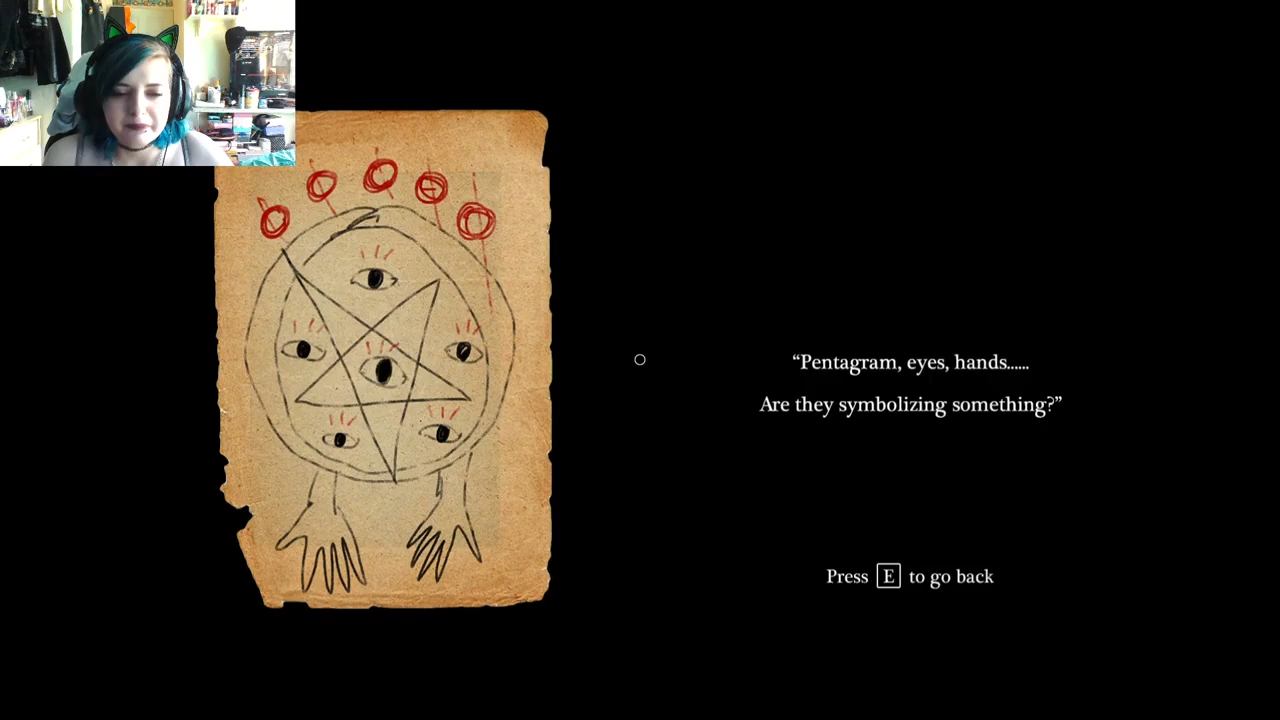 “Pentagram, eyes, hands......
Are they symbolizing something?”
Press E to go back